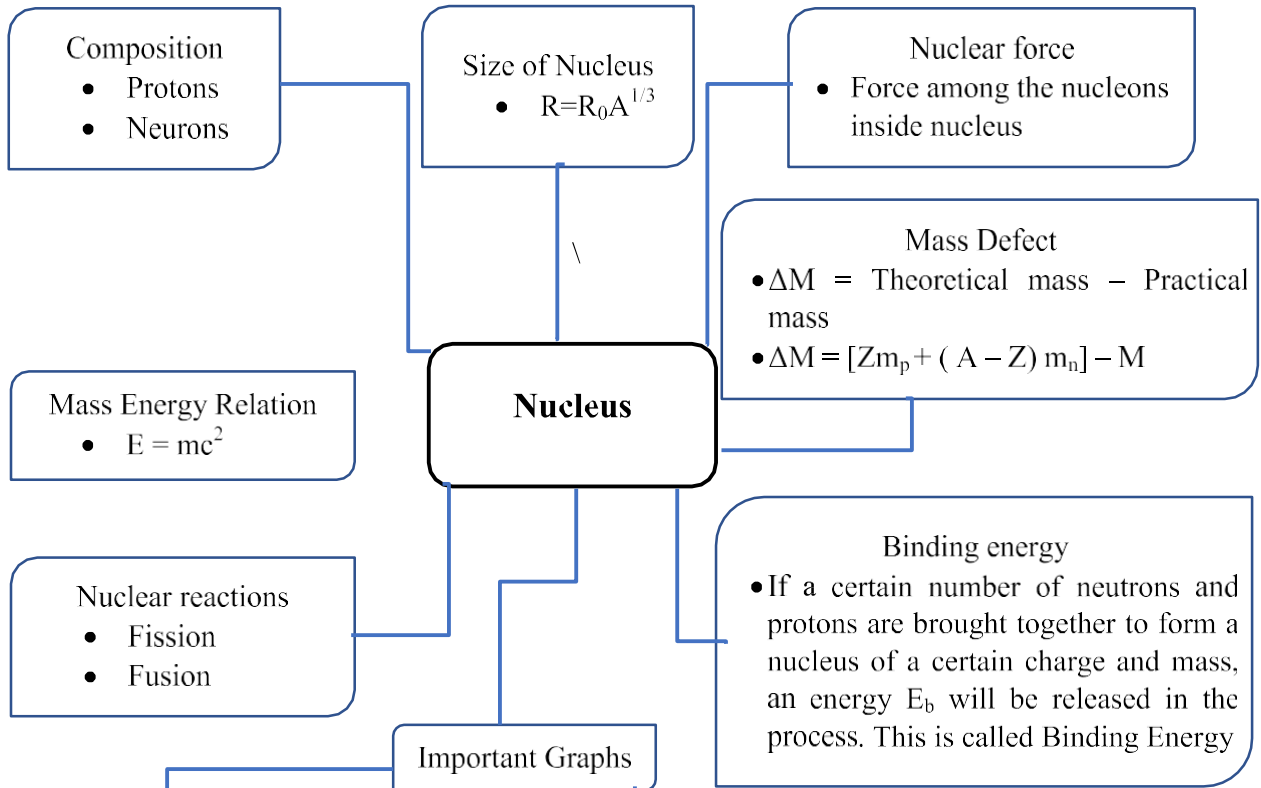 Composition
• Protons
• Neurons
Size of Nucleus
• R=R₀A^1/3
Nuclear force
• Force among the nucleons
inside nucleus
\
Mass Defect
• ΔM = Theoretical mass – Practical
mass
• ΔM = [Zmₚ + ( A – Z) mₙ] – M
Nucleus
Mass Energy Relation
• E = mc²
Binding energy
• If a certain number of neutrons and
protons are brought together to form a
nucleus of a certain charge and mass,
an energy E_b will be released in the
process. This is called Binding Energy
Nuclear reactions
• Fission
• Fusion
Important Graphs